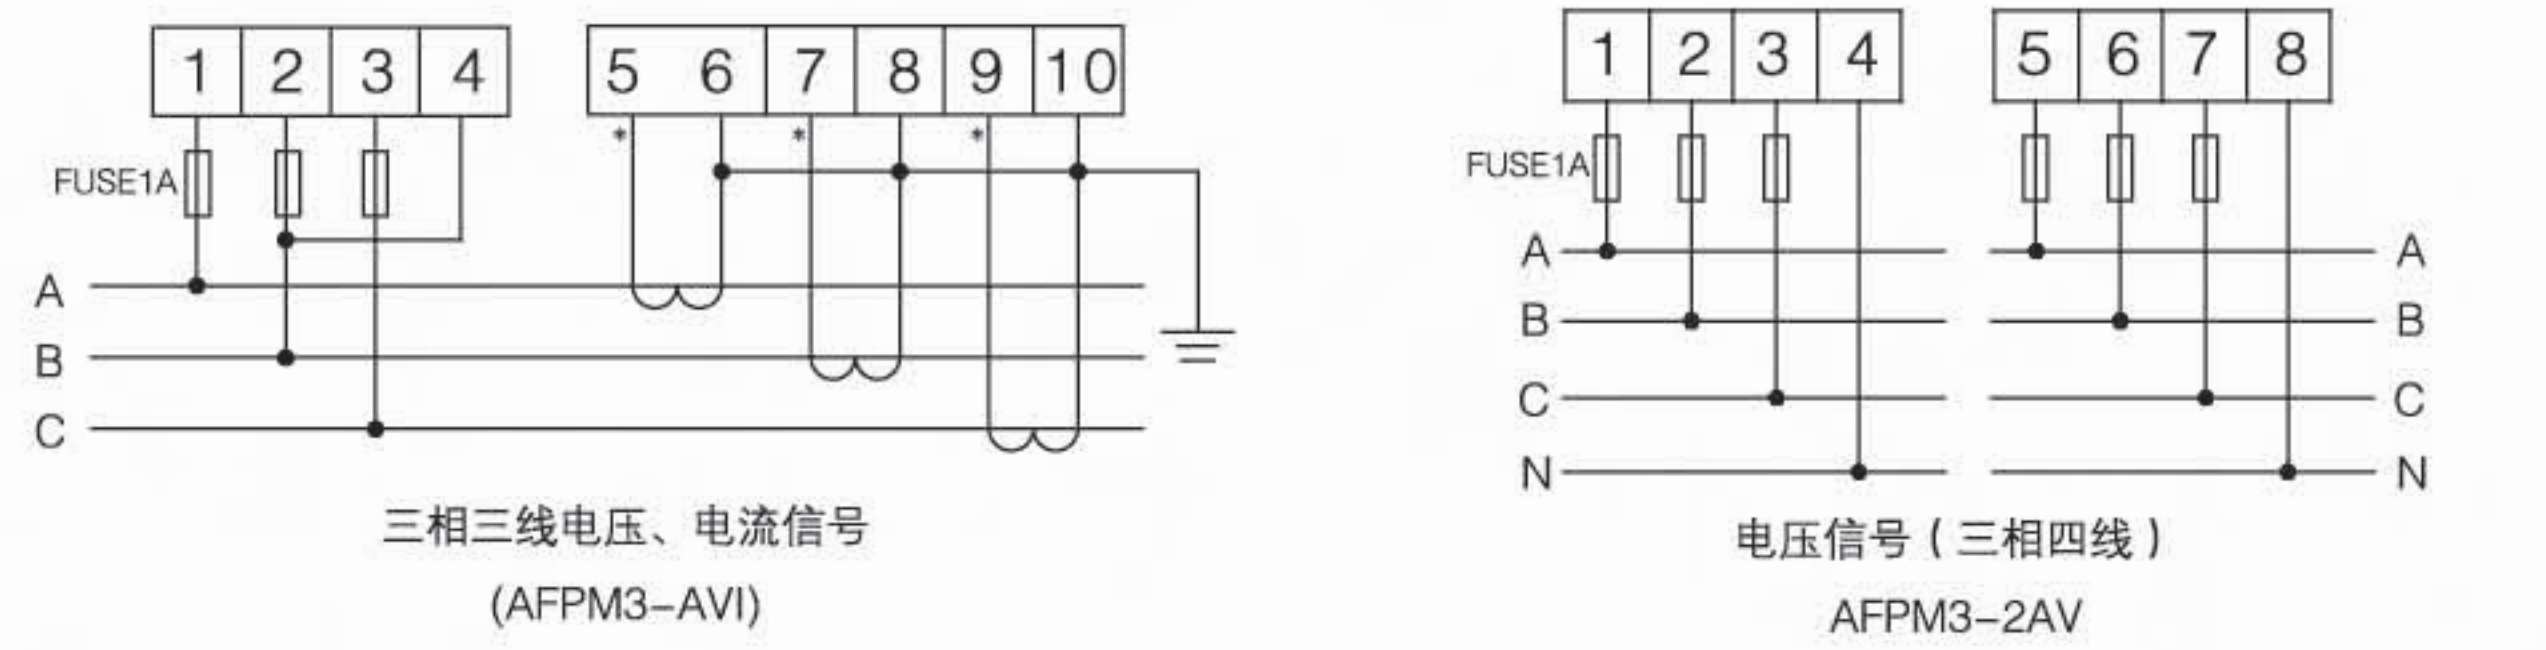 1 2 3 4
5 6 7 8 9 10
* * *
FUSE1A
A
B
C
三相三线电压、电流信号
(AFPM3-AVI)
1 2 3 4
5 6 7 8
FUSE1A
A A
B B
C C
N N
电压信号(三相四线)
AFPM3-2AV